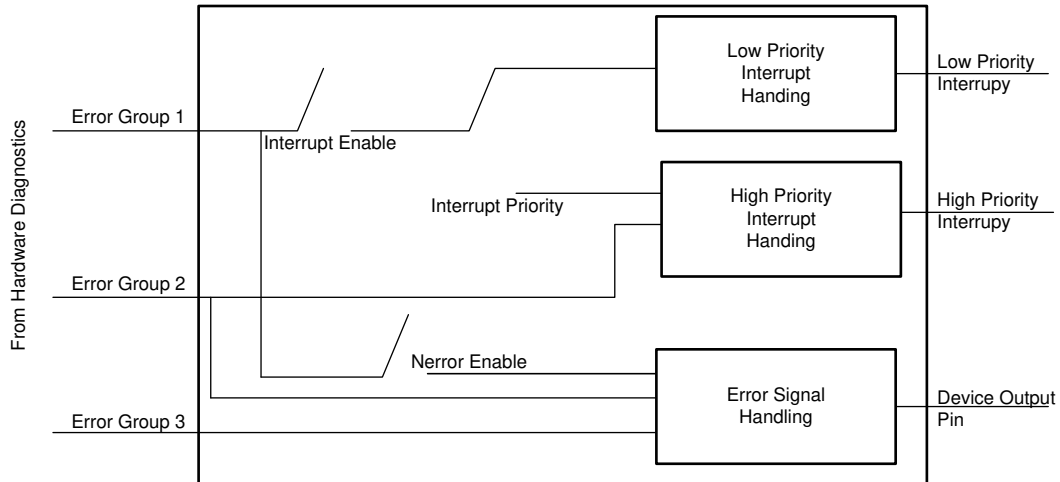 From Hardware Diagnostics
Error Group 1
Interrupt Enable
Low Priority
Interrupt
Handing
Low Priority
Interrupy
Interrupt Priority
High Priority
Interrupt
Handing
High Priority
Interrupy
Error Group 2
Nerror Enable
Error Signal
Handling
Device Output
Pin
Error Group 3